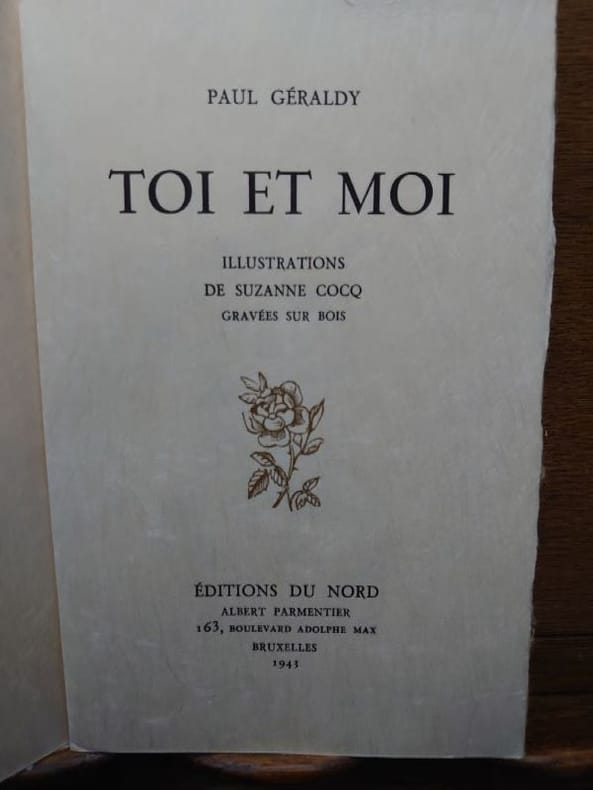 PAUL GÉRALDY
TOI ET MOI
ILLUSTRATIONS
DE SUZANNE COCQ
GRAVÉES SUR BOIS
ÉDITIONS DU NORD
ALBERT PARMENTIER
163, BOULEVARD ADOLPHE MAX
BRUXELLES
1943